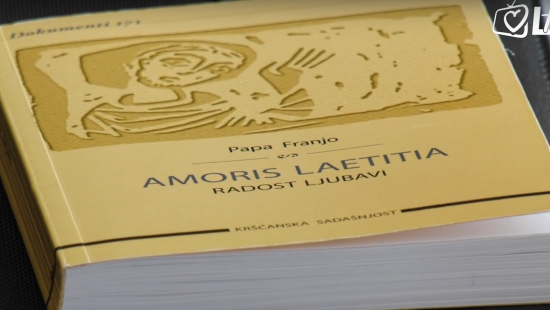 Dokumenti 171
Papa Franjo
AMORIS LAETITIA
RADOST LJUBAVI
KRŠĆANSKA SADAŠNJOST